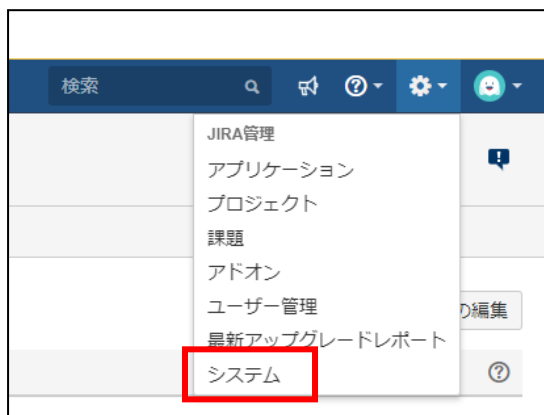 検索
JIRA管理
アプリケーション
プロジェクト
課題
アドオン
ユーザー管理
の編集
最新アップグレードレポート
システム